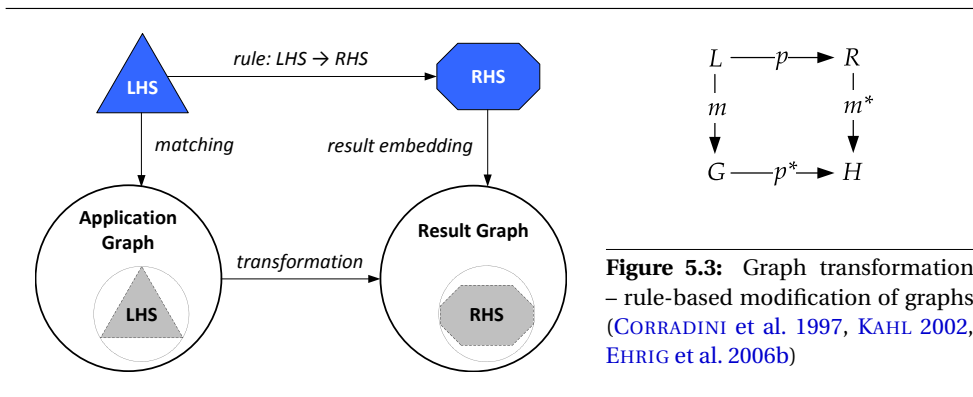 rule: LHS → RHS
LHS
RHS
matching
result embedding
Application
Graph
Result Graph
transformation
LHS
RHS
L p R
m m*
G p* H
Figure 5.3: Graph transformation
– rule-based modification of graphs
(CORRADINI et al. 1997, KAHL 2002,
EHRIG et al. 2006b)